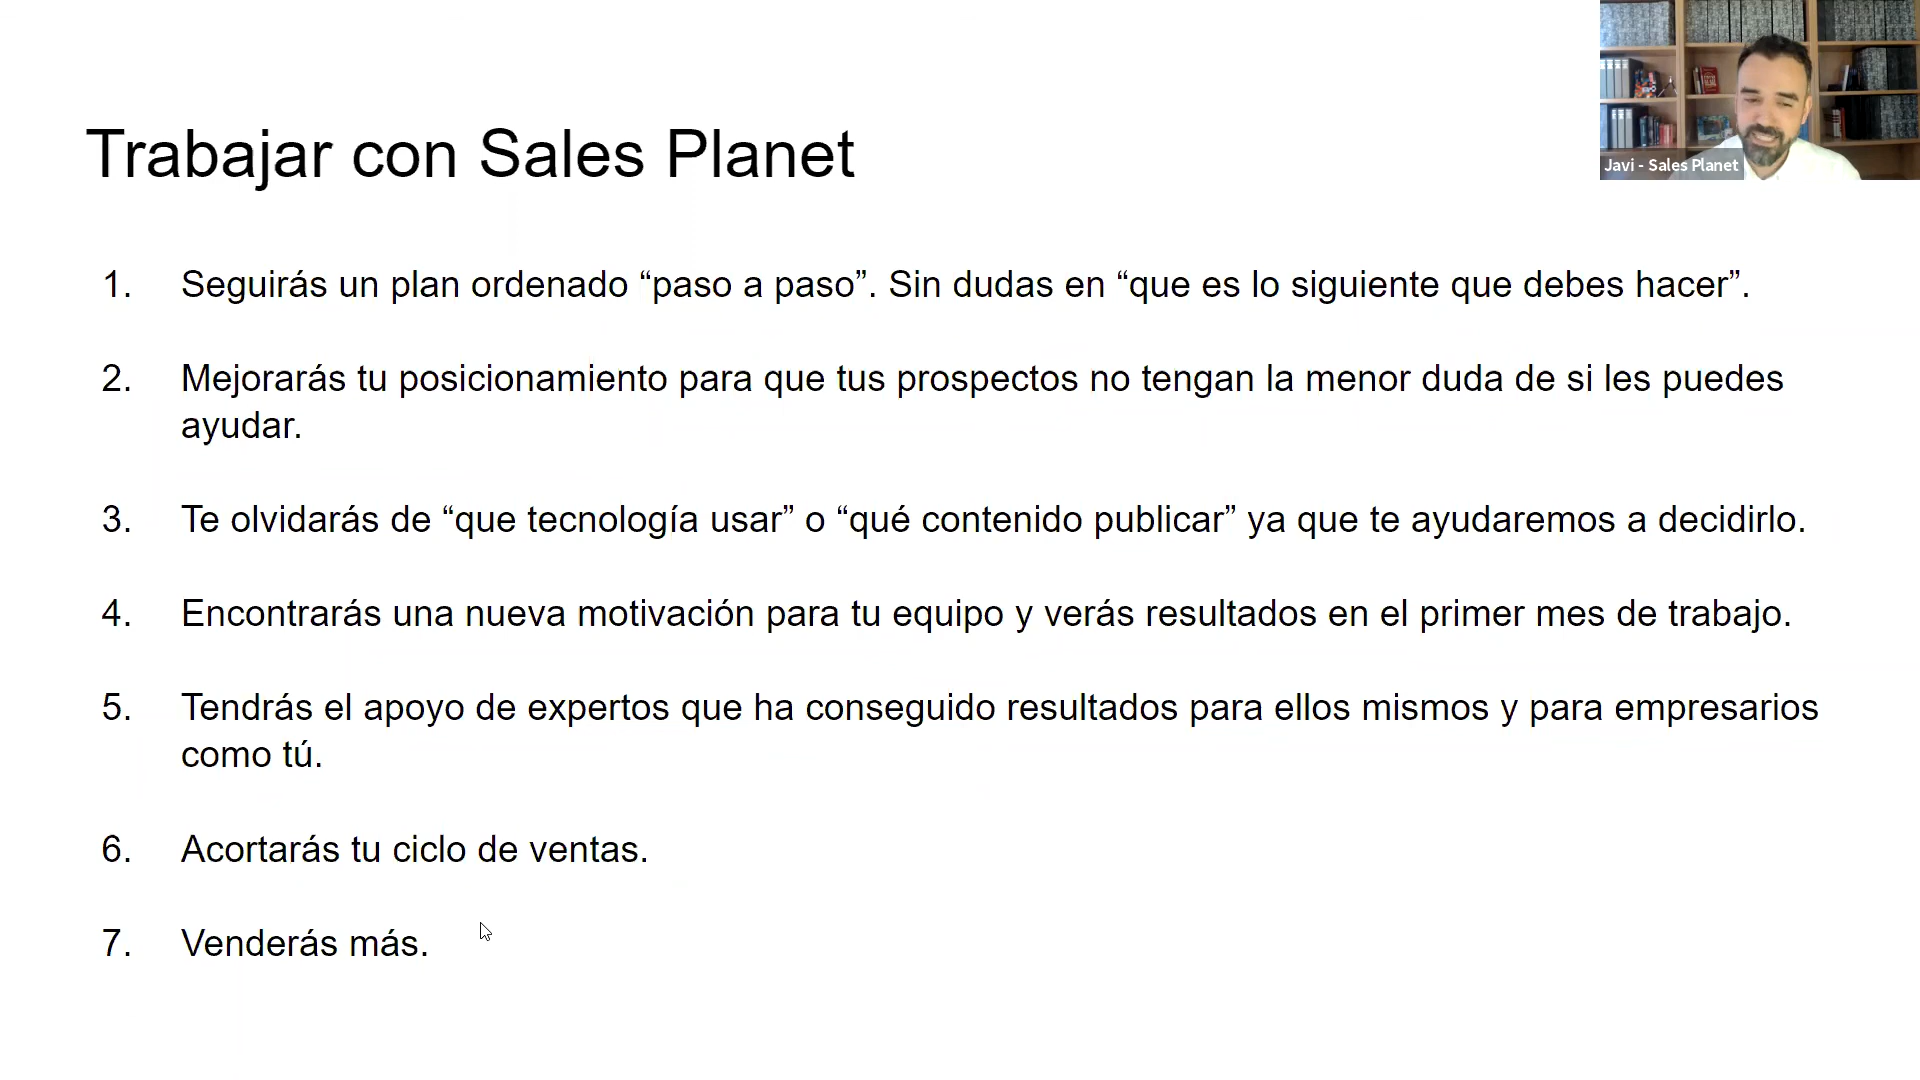 Trabajar con Sales Planet
Javi - Sales Planet
1. Seguirás un plan ordenado “paso a paso”. Sin dudas en “que es lo siguiente que debes hacer”.
2. Mejorarás tu posicionamiento para que tus prospectos no tengan la menor duda de si les puedes
ayudar.
3. Te olvidarás de “que tecnología usar” o “qué contenido publicar” ya que te ayudaremos a decidirlo.
4. Encontrarás una nueva motivación para tu equipo y verás resultados en el primer mes de trabajo.
5. Tendrás el apoyo de expertos que ha conseguido resultados para ellos mismos y para empresarios
como tú.
6. Acortarás tu ciclo de ventas.
7. Venderás más.